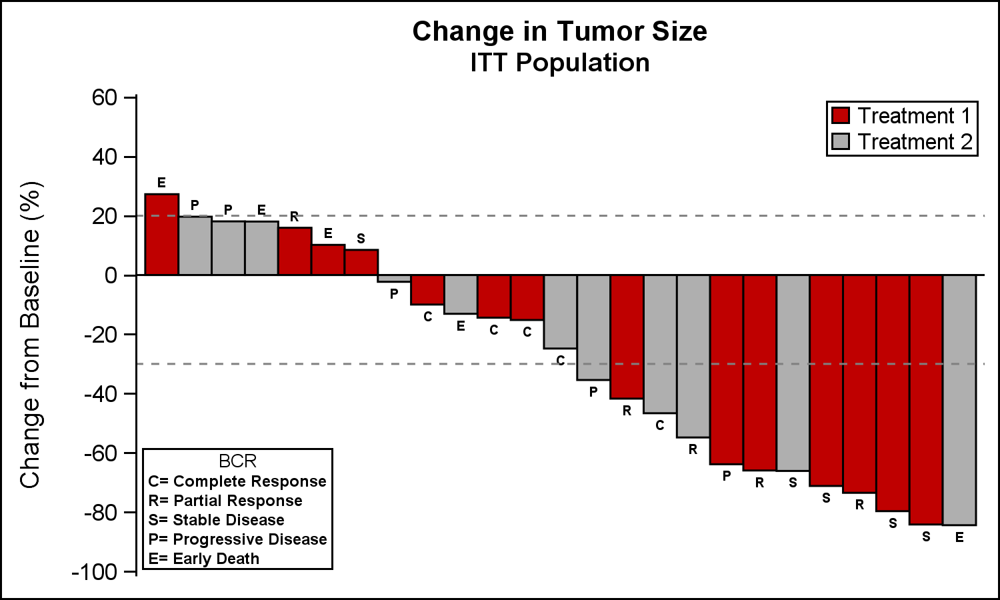 Change in Tumor Size
ITT Population
Change from Baseline (%)
60
40
20
0
-20
-40
-60
-80
-100
Treatment 1
Treatment 2
E
P
P
E
R
E
S
P
C
E
C
C
C
P
R
C
R
P
R
S
S
R
S
S
E
BCR
C= Complete Response
R= Partial Response
S= Stable Disease
P= Progressive Disease
E= Early Death